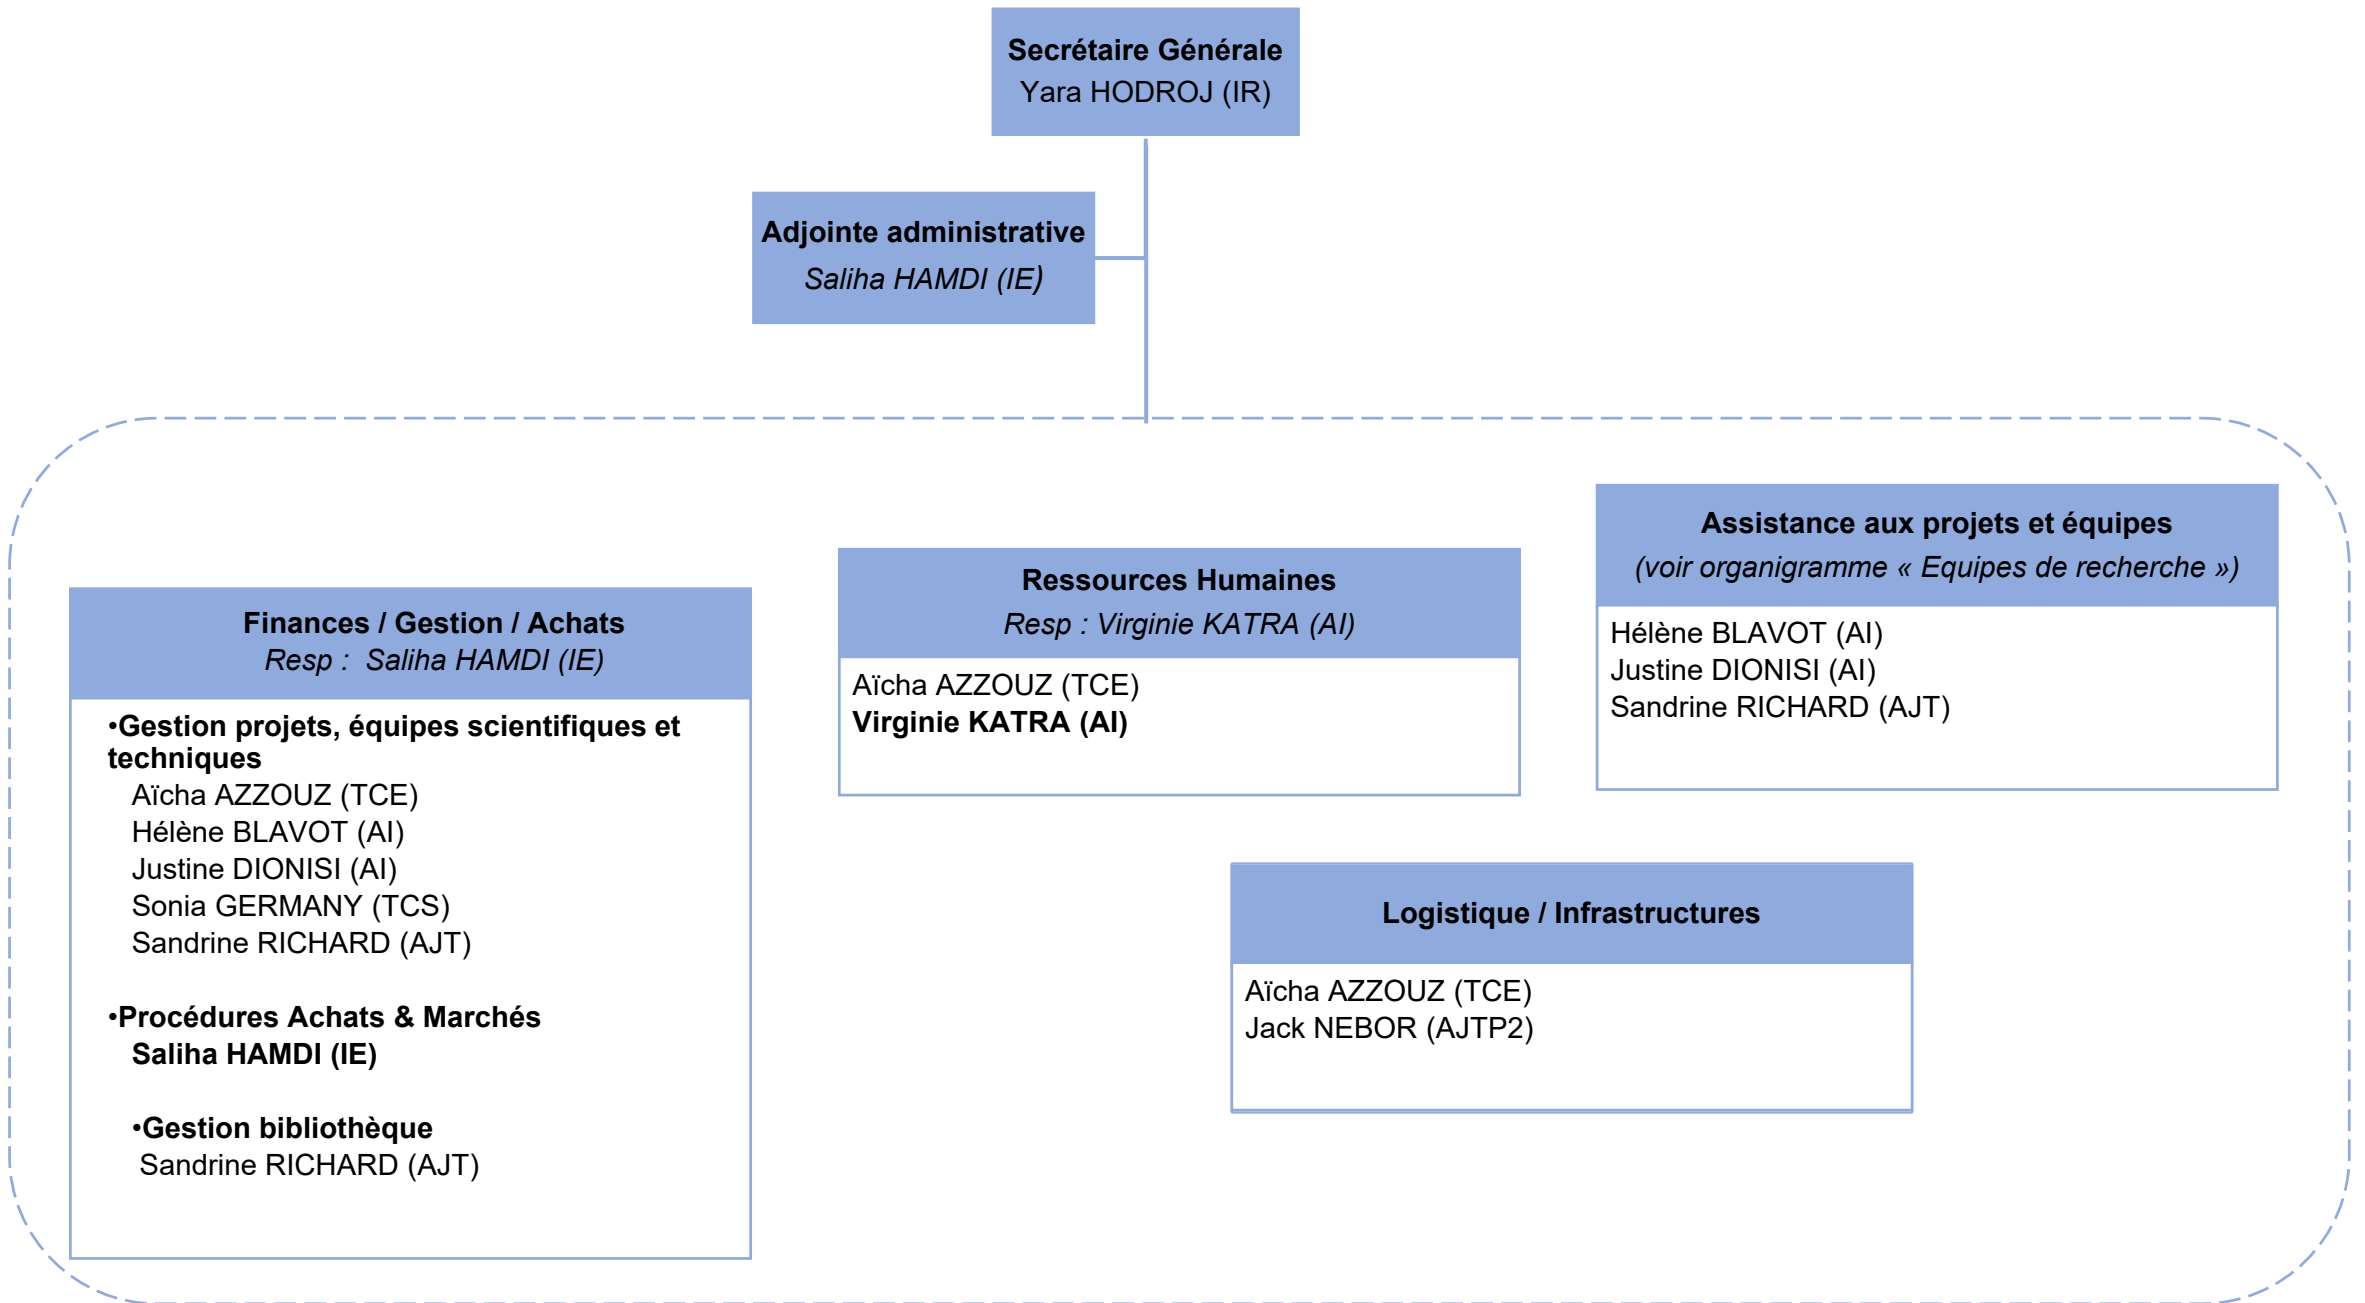 Secrétaire Générale
Yara HODROJ (IR)
Adjointe administrative
Saliha HAMDI (IE)
Finances / Gestion / Achats
Resp :  Saliha HAMDI (IE)
•Gestion projets, équipes scientifiques et
techniques
Aïcha AZZOUZ (TCE)
Hélène BLAVOT (AI)
Justine DIONISI (AI)
Sonia GERMANY (TCS)
Sandrine RICHARD (AJT)
•Procédures Achats & Marchés
Saliha HAMDI (IE)
•Gestion bibliothèque
Sandrine RICHARD (AJT)
Ressources Humaines
Resp : Virginie KATRA (AI)
Aïcha AZZOUZ (TCE)
Virginie KATRA (AI)
Assistance aux projets et équipes
(voir organigramme « Equipes de recherche »)
Hélène BLAVOT (AI)
Justine DIONISI (AI)
Sandrine RICHARD (AJT)
Logistique / Infrastructures
Aïcha AZZOUZ (TCE)
Jack NEBOR (AJTP2)